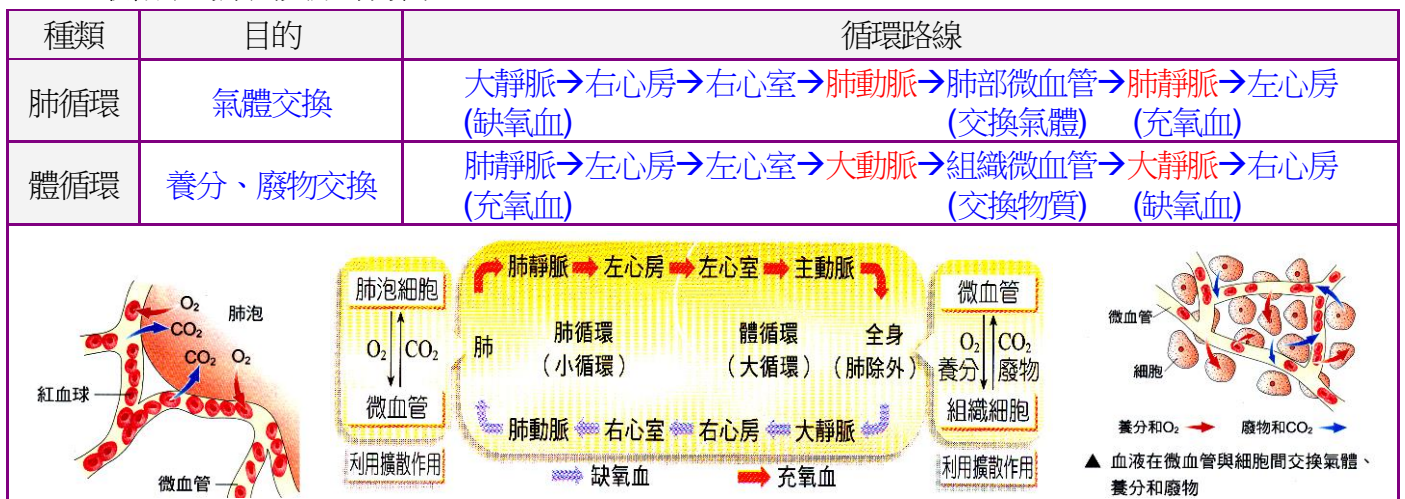 種類 目的 循環路線
肺循環 氣體交換 大靜脈→右心房→右心室→肺動脈→肺部微血管→肺靜脈→左心房
(缺氧血) (交換氣體) (充氧血)
體循環 養分、廢物交換 肺靜脈→左心房→左心室→大動脈→組織微血管→大靜脈→右心房
(充氧血) (交換物質) (缺氧血)
O₂
CO₂
肺泡
CO₂ O₂
紅血球
微血管
肺泡細胞
O₂ CO₂
微血管
利用擴散作用
肺靜脈 左心房 左心室 主動脈
肺
肺循環
（小循環）
體循環
（大循環）
全身
（肺除外）
肺動脈 右心室 右心房 大靜脈
缺氧血 充氧血
微血管
O₂ CO₂
養分 廢物
組織細胞
利用擴散作用
微血管
細胞
養分和O₂ → 廢物和CO₂ →
▲ 血液在微血管與細胞間交換氣體、
養分和廢物